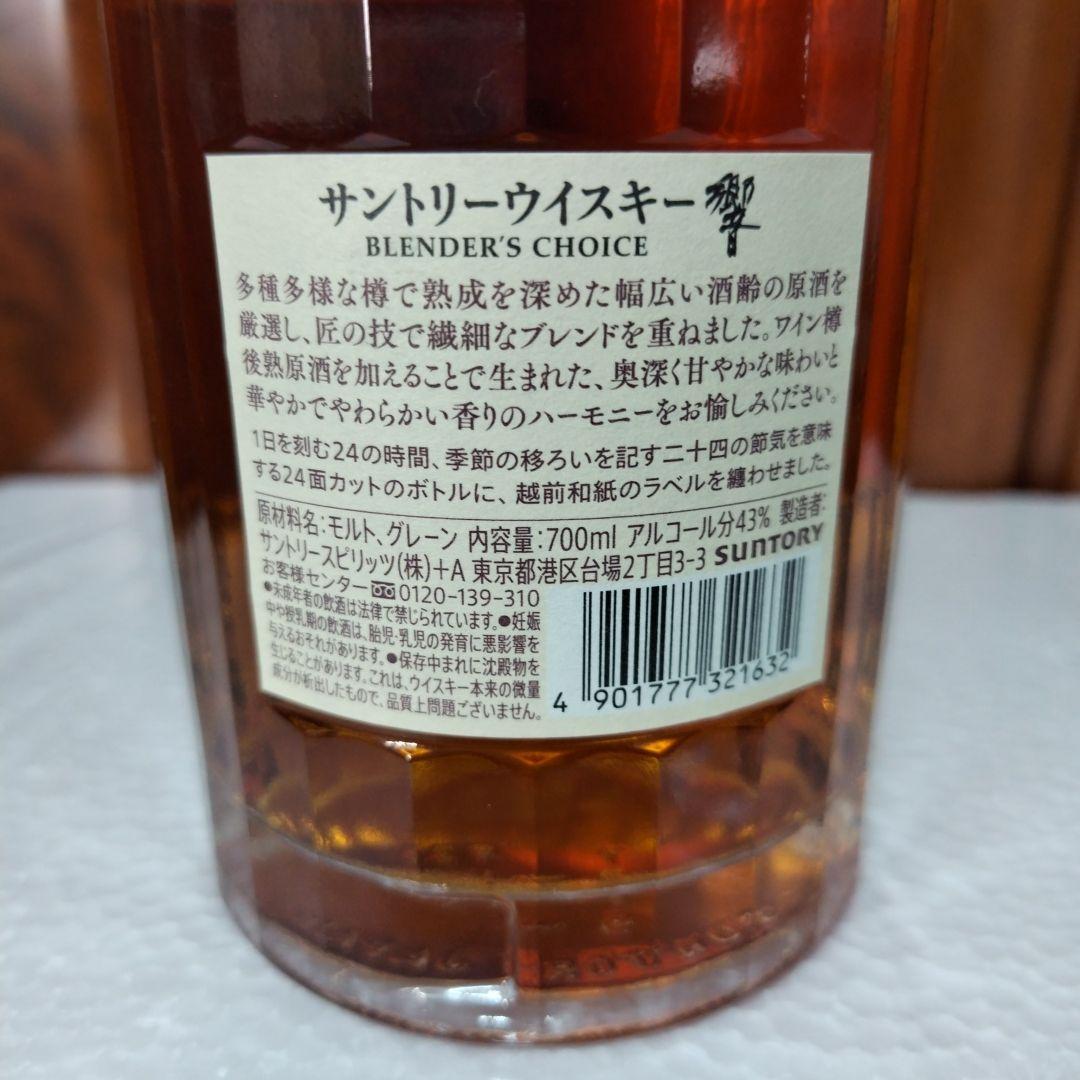 サントリーウイスキー 響
BLENDER'S CHOICE
多種多様な樽で熟成を深めた幅広い酒齢の原酒を
厳選し、匠の技で繊細なブレンドを重ねました。ワイン樽
後熟原酒を加えることで生まれた、奥深く甘やかな味わいと
華やかでやわらかい香りのハーモニーをお愉しみください。
1日を刻む24の時間、季節の移ろいを記す二十四の節気を意味
する24面カットのボトルに、越前和紙のラベルを纏わせました。
原材料名:モルト、グレーン 内容量:700ml アルコール分43% 製造者:
サントリースピリッツ(株)+A 東京都港区台場2丁目3-3 SUNTORY
お客様センター 0120-139-310
●未成年者の飲酒は法律で禁じられています。●妊娠
中や授乳期の飲酒は、胎児・乳児の発育に悪影響を
与えるおそれがあります。●保存中まれに沈殿物を
生じることがあります。これは、ウイスキー本来の微量
成分が析出したもので、品質上問題ございません。
4 901777 321632